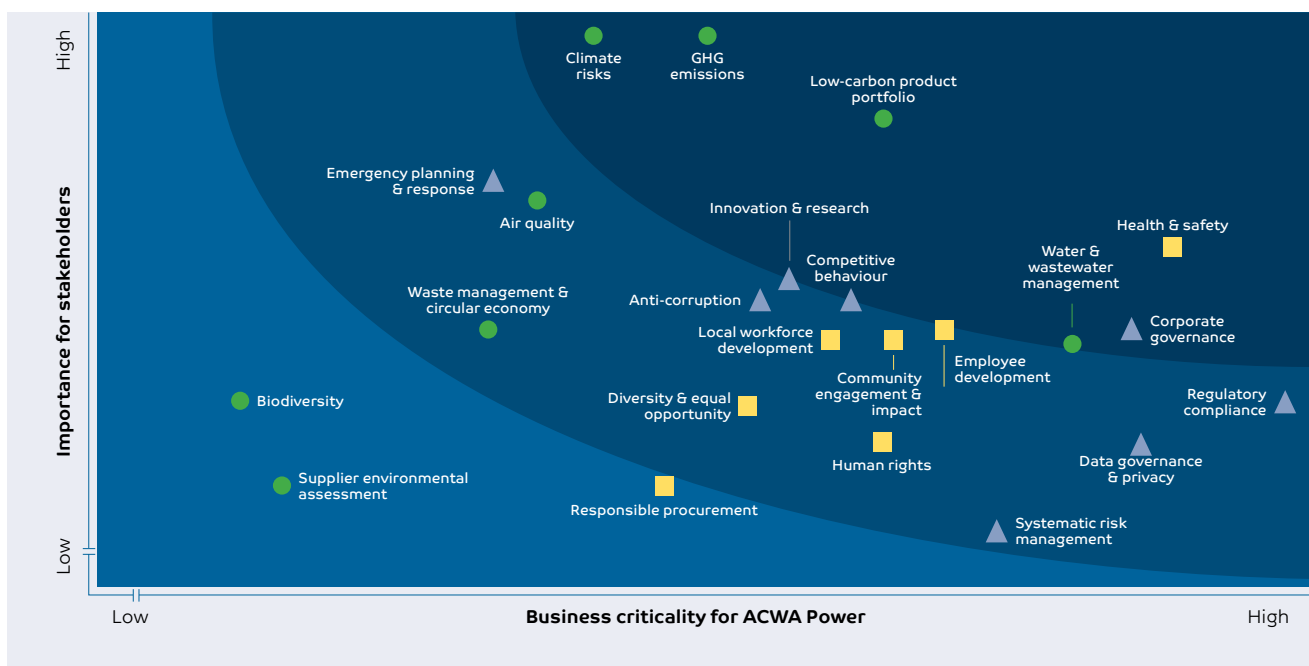 High
Importance for stakeholders
Low
Climate
risks
GHG
emissions
Low-carbon product
portfolio
Emergency planning
& response
Air quality
Innovation & research
Health & safety
Water &
wastewater
management
Competitive
behaviour
Anti-corruption
Waste management &
circular economy
Local workforce
development
Corporate
governance
Employee
development
Community
engagement &
impact
Biodiversity
Diversity & equal
opportunity
Regulatory
compliance
Human rights
Data governance
& privacy
Supplier environmental
assessment
Responsible procurement
Systematic risk
management
Low
Business criticality for ACWA Power
High